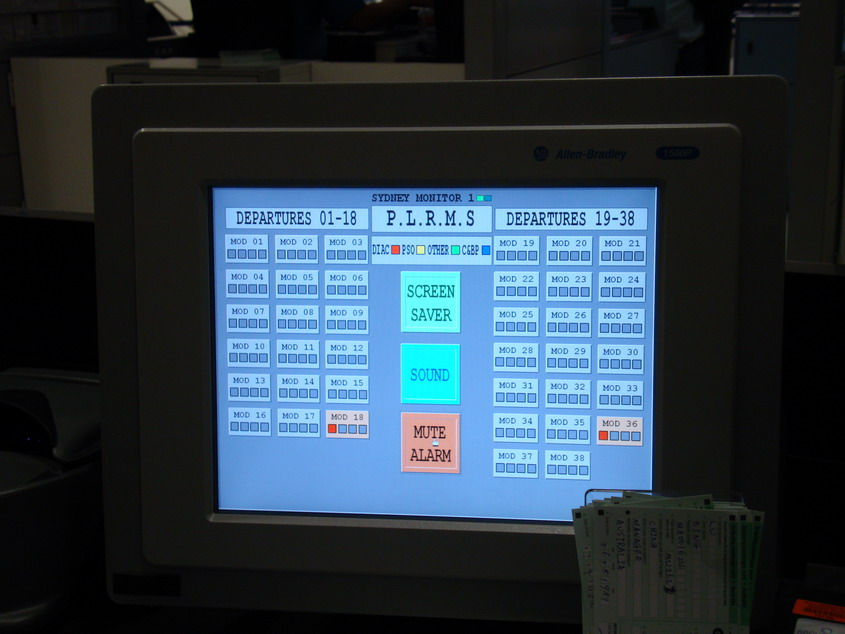 Allen-Bradley 1500P
SYDNEY MONITOR 1
DEPARTURES 01-18
P.L.R.M.S
DEPARTURES 19-38
DIAC PSO OTHER C&BP
MOD 01 MOD 02 MOD 03
MOD 04 MOD 05 MOD 06
MOD 07 MOD 08 MOD 09
MOD 10 MOD 11 MOD 12
MOD 13 MOD 14 MOD 15
MOD 16 MOD 17 MOD 18
SCREEN
SAVER
SOUND
MUTE
ALARM
MOD 19 MOD 20 MOD 21
MOD 22 MOD 23 MOD 24
MOD 25 MOD 26 MOD 27
MOD 28 MOD 29 MOD 30
MOD 31 MOD 32 MOD 33
MOD 34 MOD 35 MOD 36
MOD 37 MOD 38
CHINA
MANAGER
AUSTRALIA